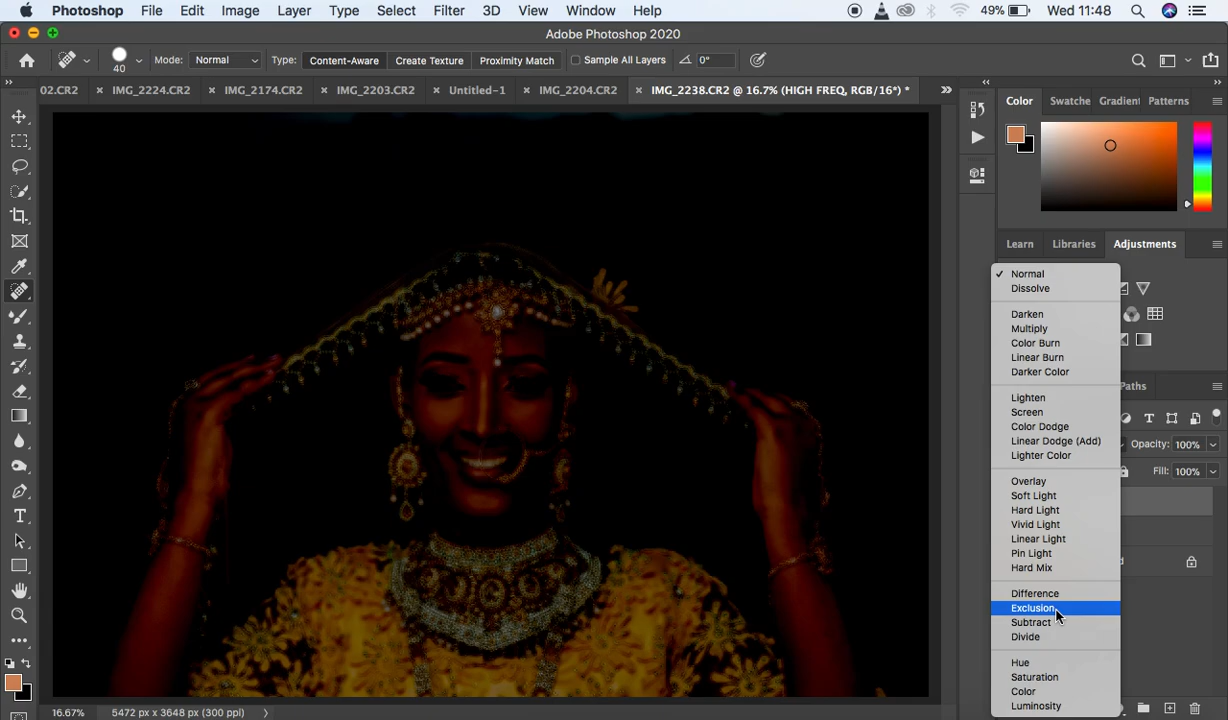 Photoshop File Edit Image Layer Type Select Filter 3D View Window Help 49% Wed 11:48
Adobe Photoshop 2020
40 Mode: Normal Type: Content-Aware Create Texture Proximity Match Sample All Layers 0°
02.CR2 × IMG_2224.CR2 × IMG_2174.CR2 × IMG_2203.CR2 × Untitled-1 × IMG_2204.CR2 × IMG_2238.CR2 @ 16.7% (HIGH FREQ, RGB/16*) *
Color Swatche Gradient Patterns
Learn Libraries Adjustments
Normal
Dissolve
Darken
Multiply
Color Burn
Linear Burn
Darker Color
Paths
Lighten
Screen
Color Dodge
Opacity: 100%
Linear Dodge (Add)
Lighter Color
Fill: 100%
Overlay
Soft Light
Hard Light
Vivid Light
Linear Light
Pin Light
Hard Mix
Difference
Exclusion
Subtract
Divide
Hue
Saturation
Color
Luminosity
16.67% 5472 px x 3648 px (300 ppi)